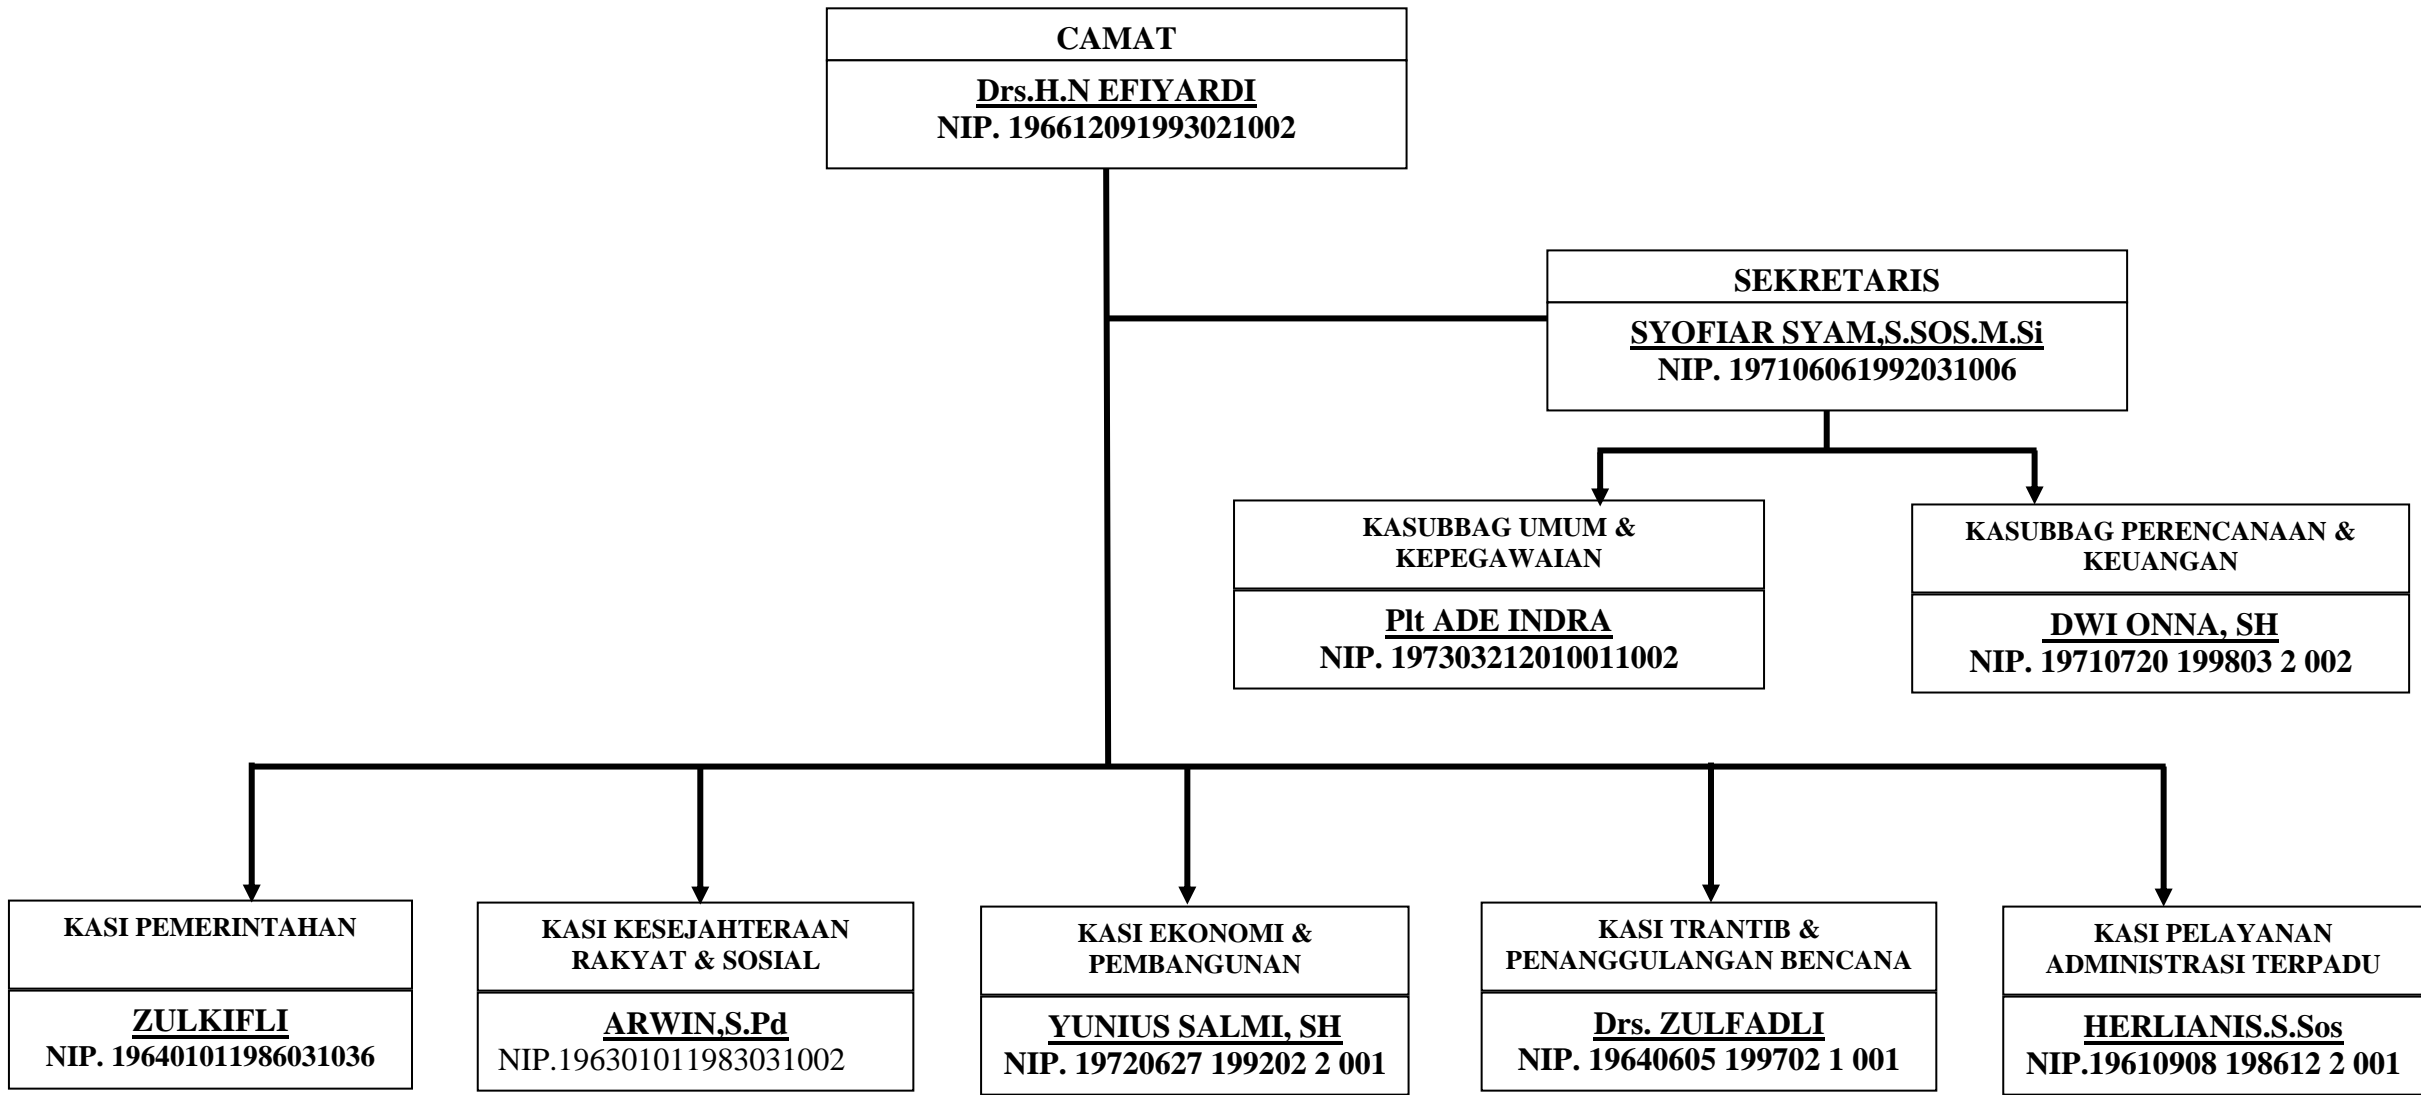 CAMAT
Drs.H.N EFIYARDI
NIP. 196612091993021002
SEKRETARIS
SYOFIAR SYAM,S.SOS.M.Si
NIP. 197106061992031006
KASUBBAG UMUM &
KEPEGAWAIAN
Plt ADE INDRA
NIP. 197303212010011002
KASUBBAG PERENCANAAN &
KEUANGAN
DWI ONNA, SH
NIP. 19710720 199803 2 002
KASI PEMERINTAHAN
ZULKIFLI
NIP. 196401011986031036
KASI KESEJAHTERAAN
RAKYAT & SOSIAL
ARWIN,S.Pd
NIP.196301011983031002
KASI EKONOMI &
PEMBANGUNAN
YUNIUS SALMI, SH
NIP. 19720627 199202 2 001
KASI TRANTIB &
PENANGGULANGAN BENCANA
Drs. ZULFADLI
NIP. 19640605 199702 1 001
KASI PELAYANAN
ADMINISTRASI TERPADU
HERLIANIS.S.Sos
NIP.19610908 198612 2 001